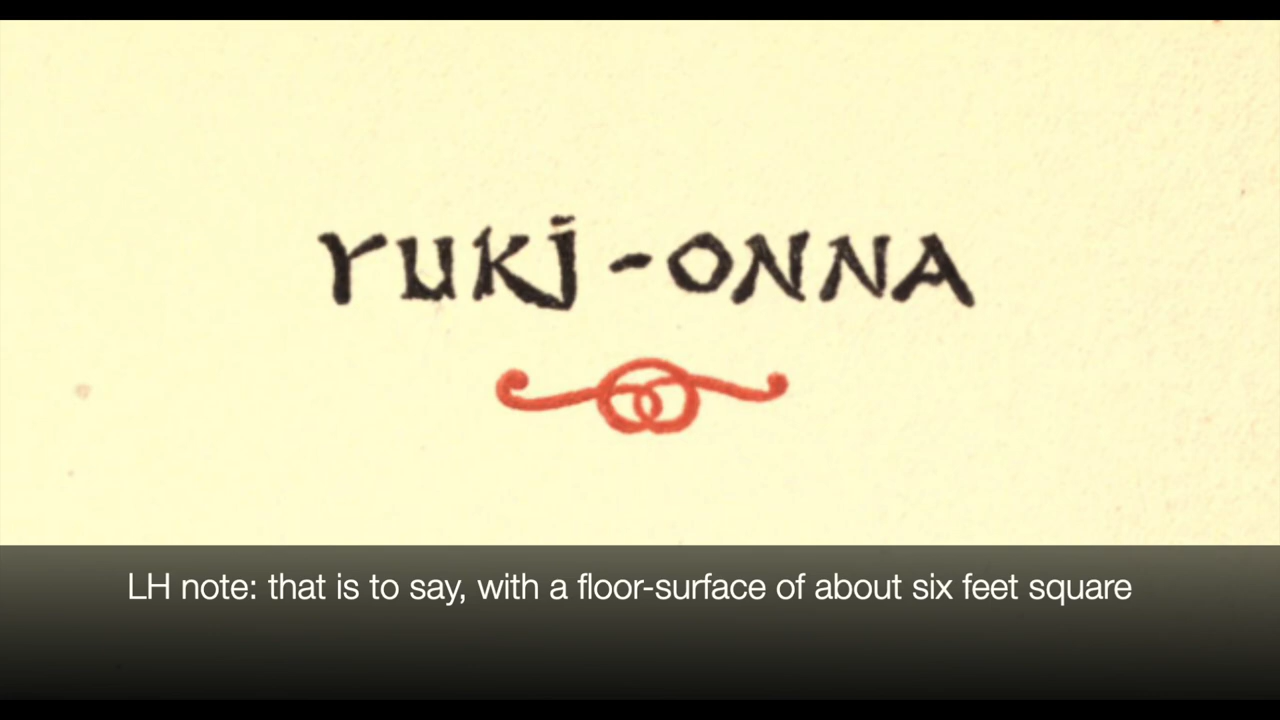 YUKI-ONNA
LH note: that is to say, with a floor-surface of about six feet square